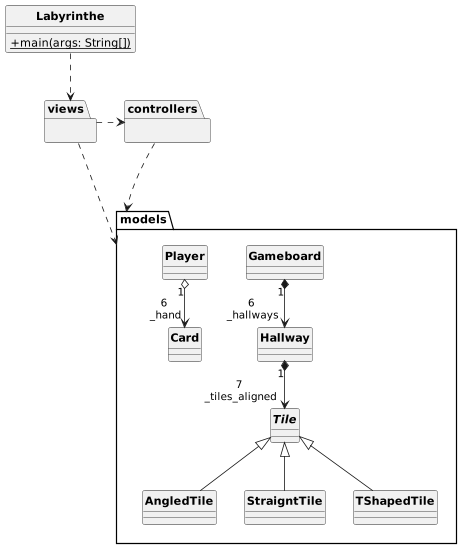 Labyrinthe
+main(args: String[])
views
controllers
models
Player
Gameboard
1
1
6
_hand
6
_hallways
Card
Hallway
1
7
_tiles_aligned
Tile
AngledTile
StraigntTile
TShapedTile